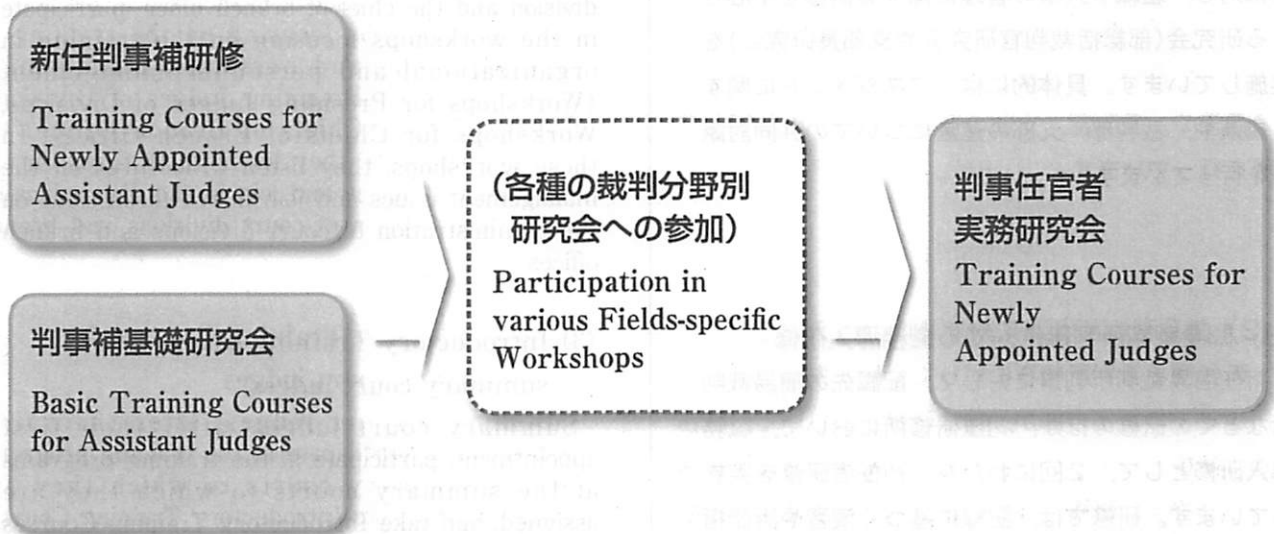 新任判事補研修
Training Courses for
Newly Appointed
Assistant Judges
判事補基礎研究会
Basic Training Courses
for Assistant Judges
(各種の裁判分野別
研究会への参加)
Participation in
various Fields-specific
Workshops
判事任官者
実務研究会
Training Courses for
Newly
Appointed Judges